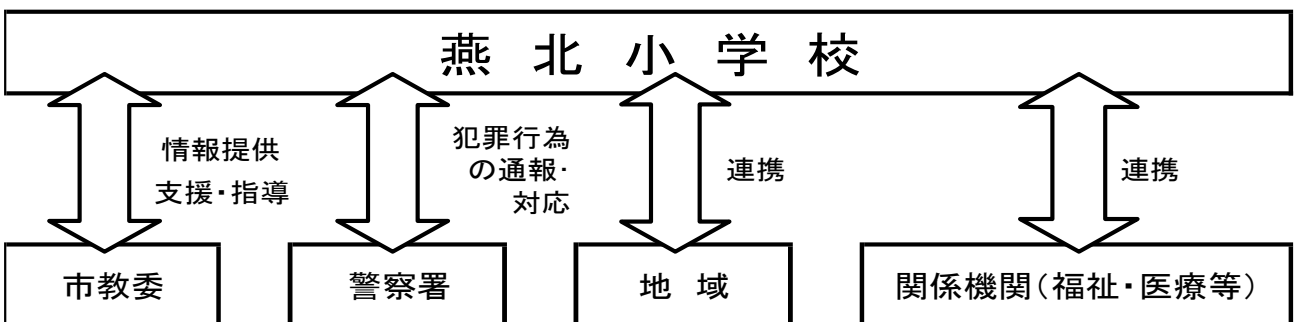 燕北小学校
情報提供
支援・指導
犯罪行為
の通報・
対応
連携
連携
市教委
警察署
地域
関係機関(福祉・医療等)